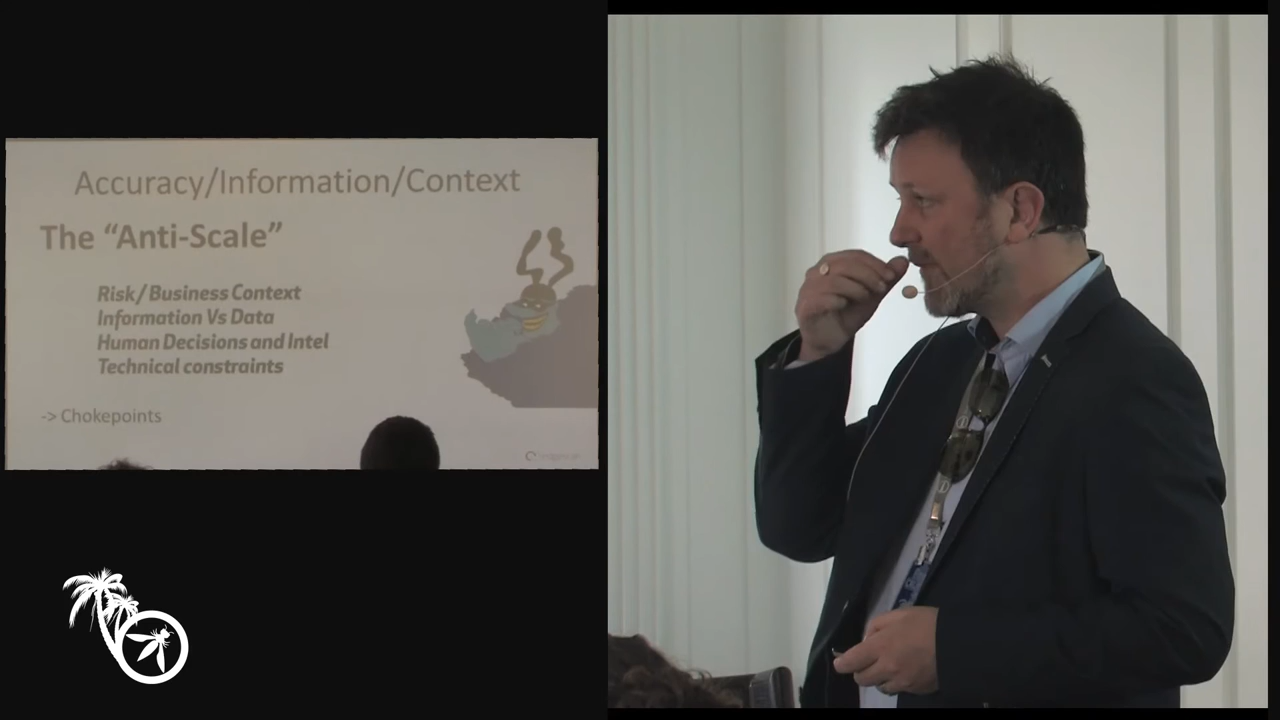 Accuracy/Information/Context
The “Anti-Scale”
Risk/Business Context
Information Vs Data
Human Decisions and Intel
Technical constraints
-> Chokepoints